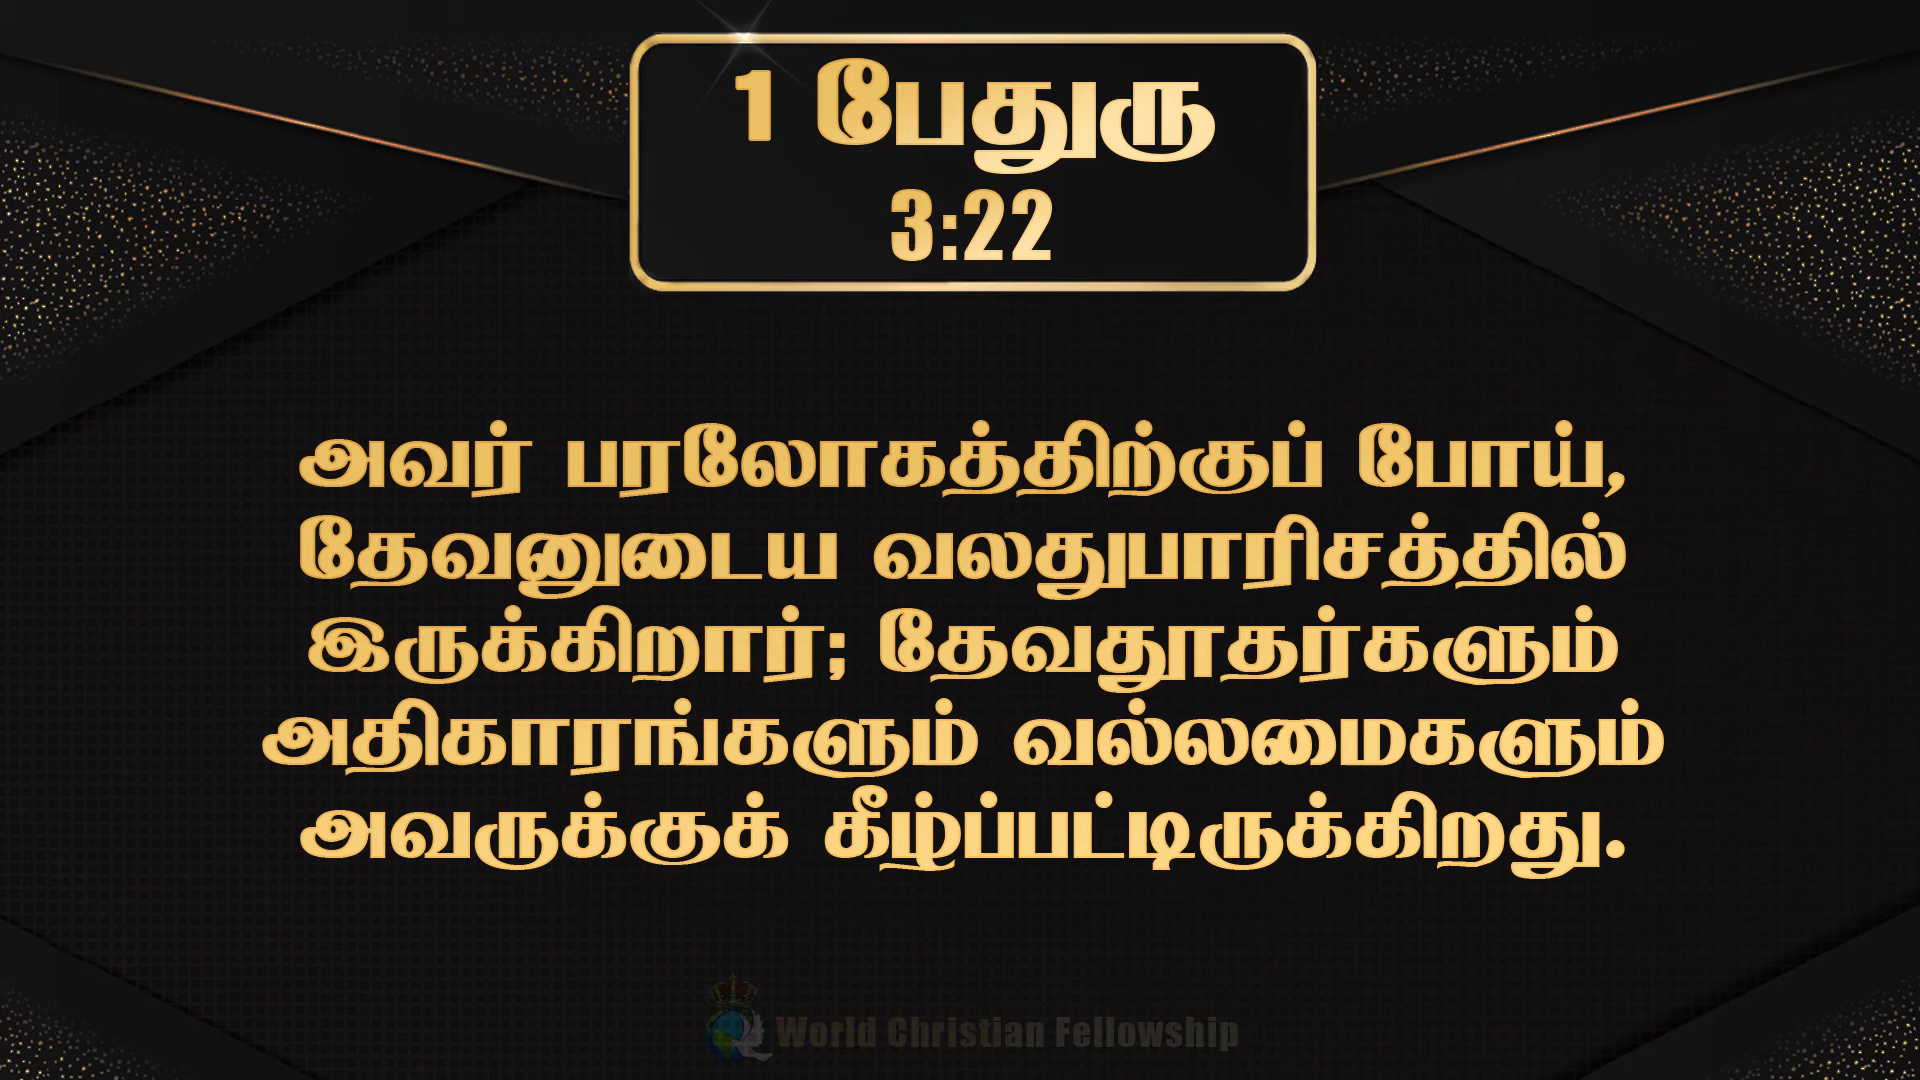 1 பேதுரு
3:22
அவர் பரலோகத்திற்குப் போய்,
தேவனுடைய வலதுபாரிசத்தில்
இருக்கிறார்; தேவதூதர்களும்
அதிகாரங்களும் வல்லமைகளும்
அவருக்குக் கீழ்ப்பட்டிருக்கிறது.
World Christian Fellowship